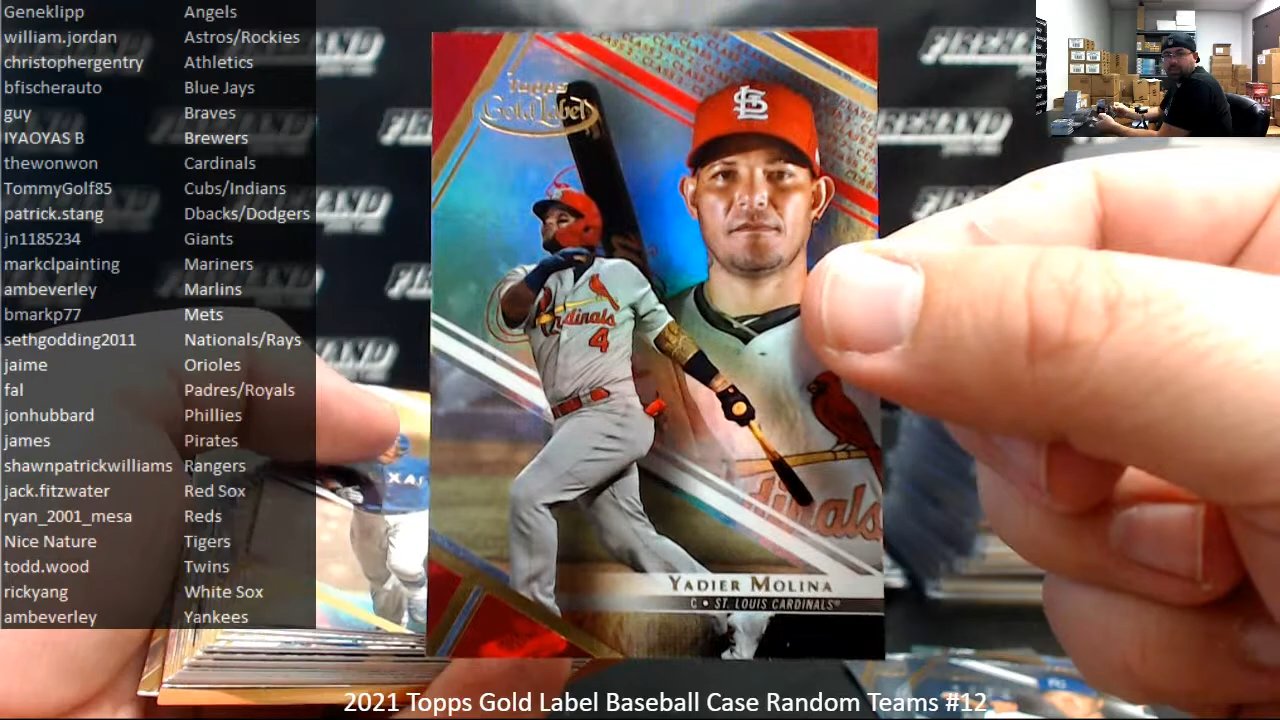 Geneklipp Angels
william.jordan Astros/Rockies
christophergentry Athletics
bfischerauto Blue Jays
guy Braves
IYAOYAS B Brewers
thewonwon Cardinals
TommyGolf85 Cubs/Indians
patrick.stang Dbacks/Dodgers
jn1185234 Giants
markclpainting Mariners
ambeverley Marlins
bmarkp77 Mets
sethgodding2011 Nationals/Rays
jaime Orioles
fal Padres/Royals
jonhubbard Phillies
james Pirates
shawnpatrickwilliams Rangers
jack.fitzwater Red Sox
ryan_2001_mesa Reds
Nice Nature Tigers
todd.wood Twins
rickyang White Sox
ambeverley Yankees
Topps
Gold Label
CLASS
STL
Cardinals
4
YADIER MOLINA
C • ST. LOUIS CARDINALS®
2021 Topps Gold Label Baseball Case Random Teams #12